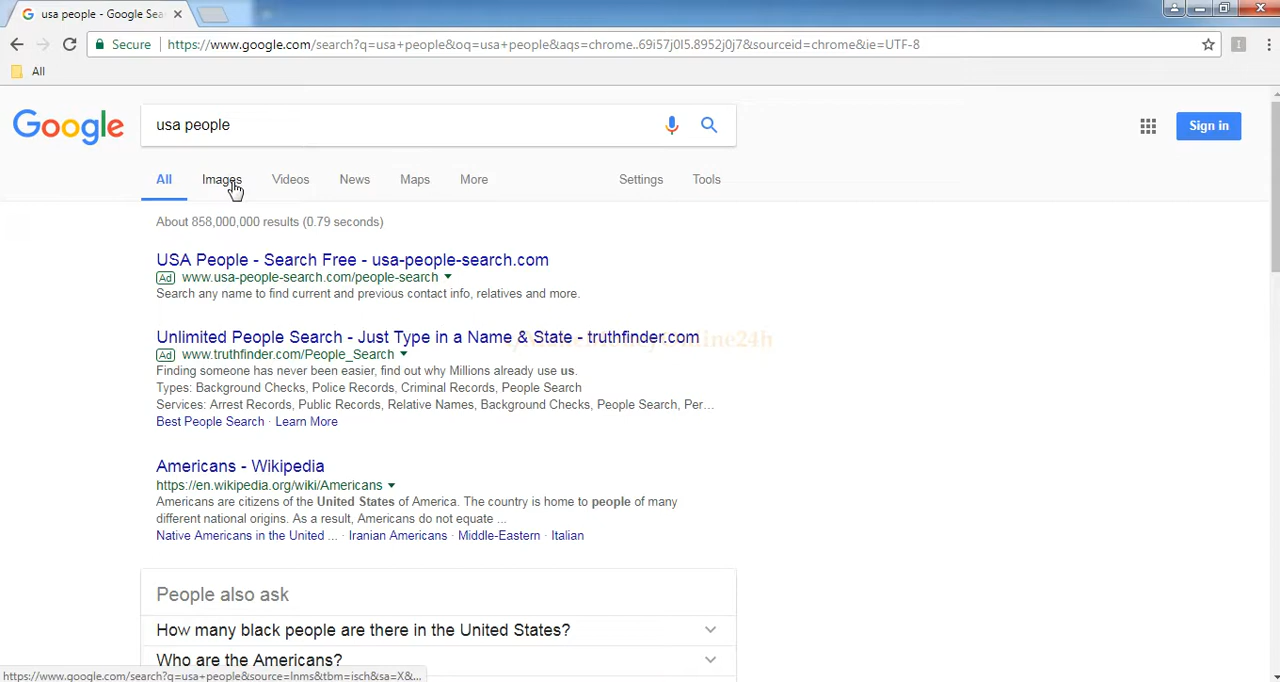 usa people - Google Sea
Secure https://www.google.com/search?q=usa+people&oq=usa+people&aqs=chrome..69i57j0l5.8952j0j7&sourceid=chrome&ie=UTF-8
All
Google
usa people
Sign in
All Images Videos News Maps More Settings Tools
About 858,000,000 results (0.79 seconds)
USA People - Search Free - usa-people-search.com
Ad www.usa-people-search.com/people-search
Search any name to find current and previous contact info, relatives and more.
Unlimited People Search - Just Type in a Name & State - truthfinder.com
Ad www.truthfinder.com/People_Search
Finding someone has never been easier, find out why Millions already use us.
Types: Background Checks, Police Records, Criminal Records, People Search
Services: Arrest Records, Public Records, Relative Names, Background Checks, People Search, Per...
Best People Search · Learn More
Americans - Wikipedia
https://en.wikipedia.org/wiki/Americans
Americans are citizens of the United States of America. The country is home to people of many
different national origins. As a result, Americans do not equate ...
Native Americans in the United ... · Iranian Americans · Middle-Eastern · Italian
People also ask
How many black people are there in the United States?
Who are the Americans?
https://www.google.com/search?q=usa+people&source=lnms&tbm=isch&sa=X&...